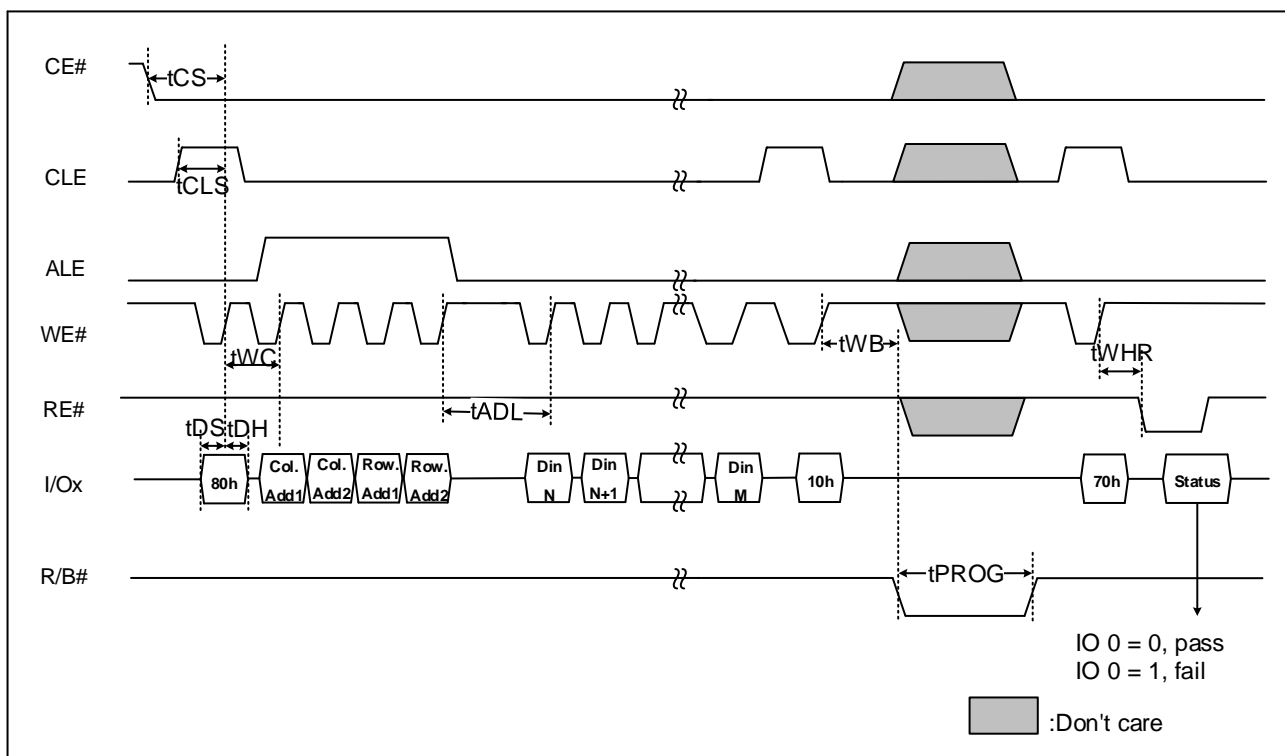 CE#
tCS
CLE
tCLS
ALE
WE#
tWC
tWB
tWHR
RE#
tADL
tDS tDH
I/Ox
80h
Col. Add1
Col. Add2
Row. Add1
Row. Add2
Din N
Din N+1
Din M
10h
70h
Status
R/B#
tPROG
IO 0 = 0, pass
IO 0 = 1, fail
:Don't care